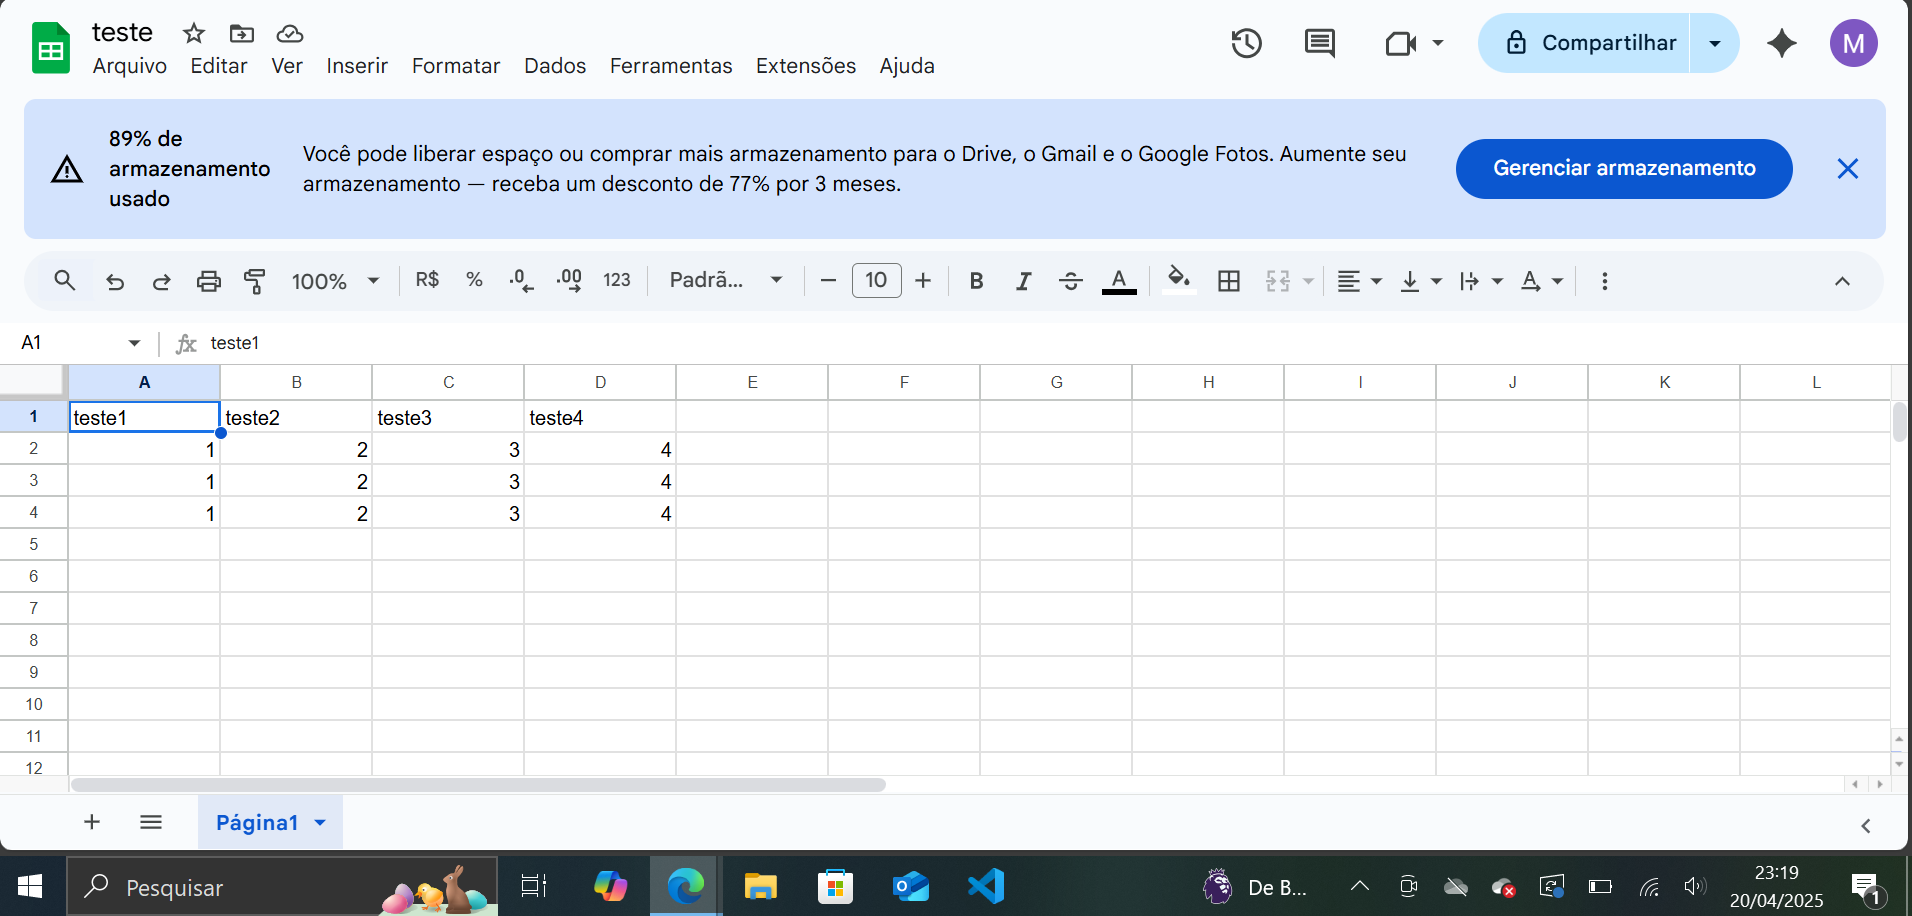 teste
Arquivo Editar Ver Inserir Formatar Dados Ferramentas Extensões Ajuda
Compartilhar
M
89% de
armazenamento
usado
Você pode liberar espaço ou comprar mais armazenamento para o Drive, o Gmail e o Google Fotos. Aumente seu
armazenamento — receba um desconto de 77% por 3 meses.
Gerenciar armazenamento
100% R$ % .0 .00 123 Padrã... 10 B I S A A
A1 fx teste1
A B C D E F G H I J K L
1 teste1 teste2 teste3 teste4
2 1 2 3 4
3 1 2 3 4
4 1 2 3 4
5
6
7
8
9
10
11
12
Página1
Pesquisar
De B...
23:19
20/04/2025
1